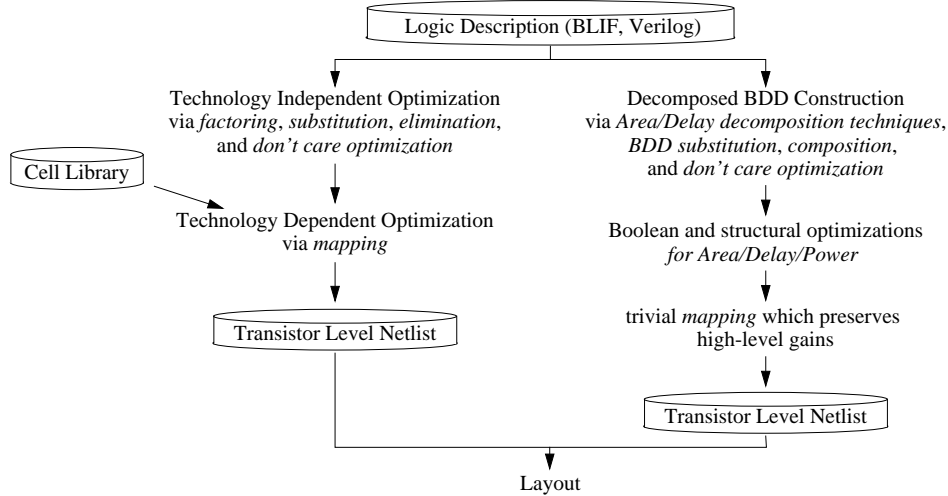 Logic Description (BLIF, Verilog)
Technology Independent Optimization
via factoring, substitution, elimination,
and don't care optimization
Cell Library
Technology Dependent Optimization
via mapping
Transistor Level Netlist
Decomposed BDD Construction
via Area/Delay decomposition techniques,
BDD substitution, composition,
and don't care optimization
Boolean and structural optimizations
for Area/Delay/Power
trivial mapping which preserves
high-level gains
Transistor Level Netlist
Layout